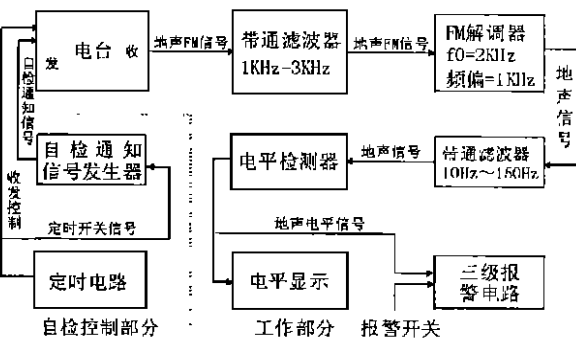 电台 收
发
地声FM信号
带通滤波器
1KHz-3KHz
地声FM信号
FM解调器
f0=2KHz
频偏=1KHz
地声信号
自检通知信号
收发控制
自检通知
信号发生器
电平检测器
地声信号
带通滤波器
10Hz～150Hz
定时开关信号
地声电平信号
定时电路
电平显示
三级报
警电路
自检控制部分
工作部分
报警开关